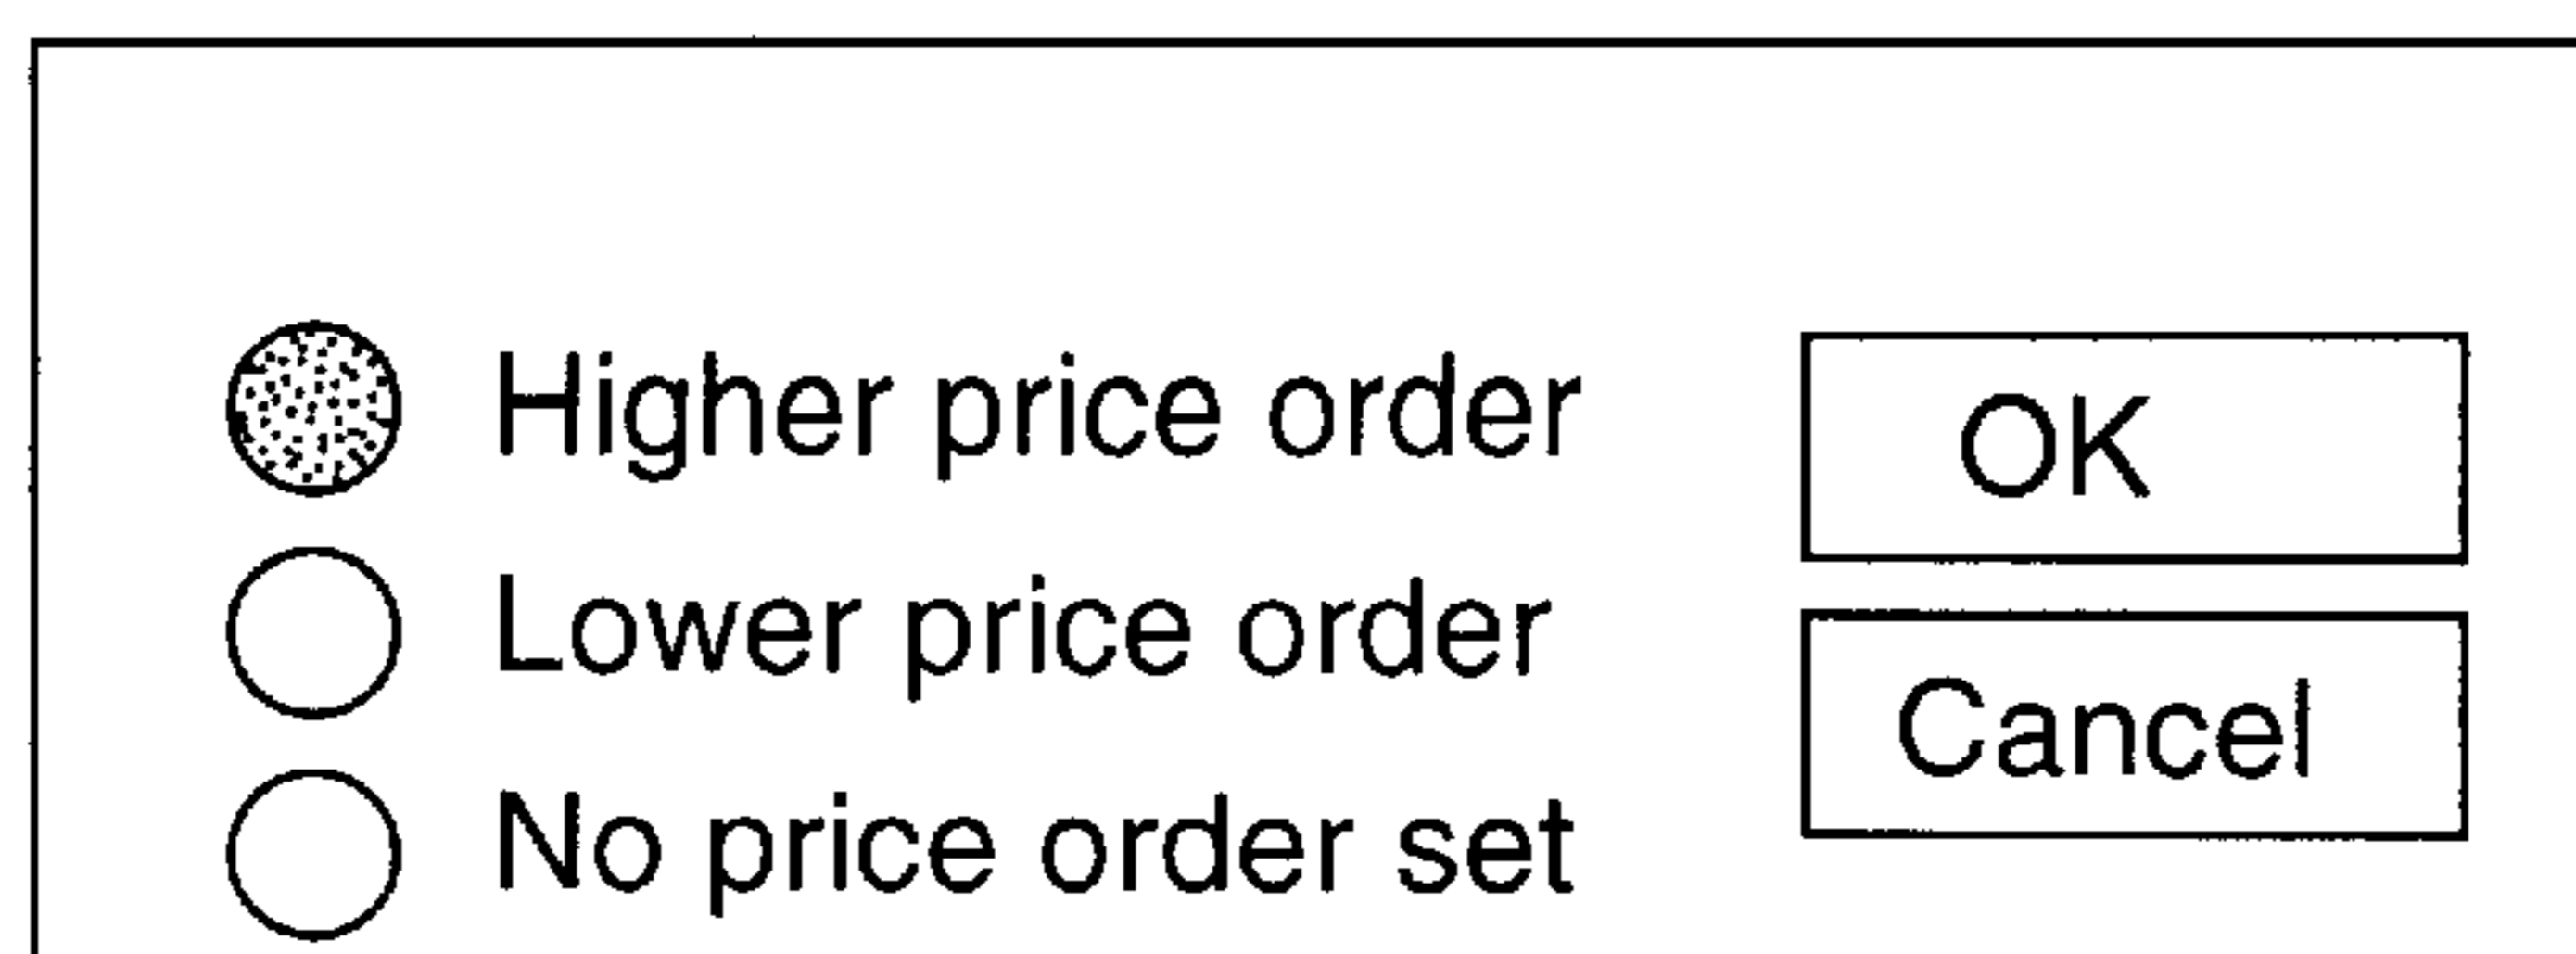 Higher price order
Lower price order
No price order set
OK
Cancel